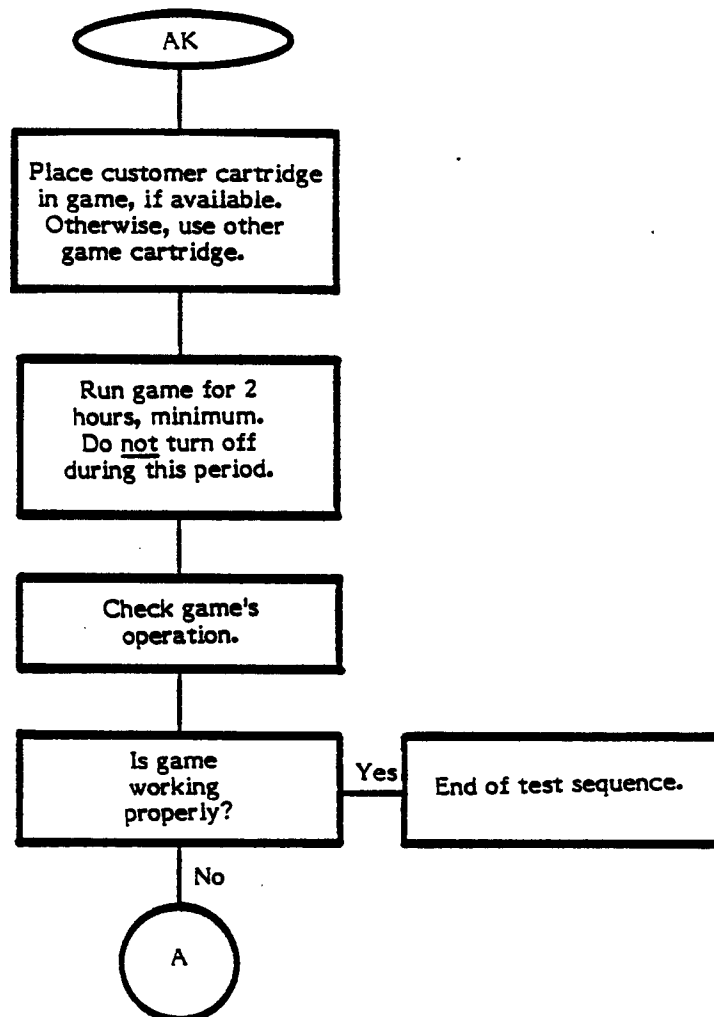 AK
Place customer cartridge
in game, if available.
Otherwise, use other
game cartridge.
Run game for 2
hours, minimum.
Do not turn off
during this period.
Check game's
operation.
Is game
working
properly?
Yes
End of test sequence.
No
A